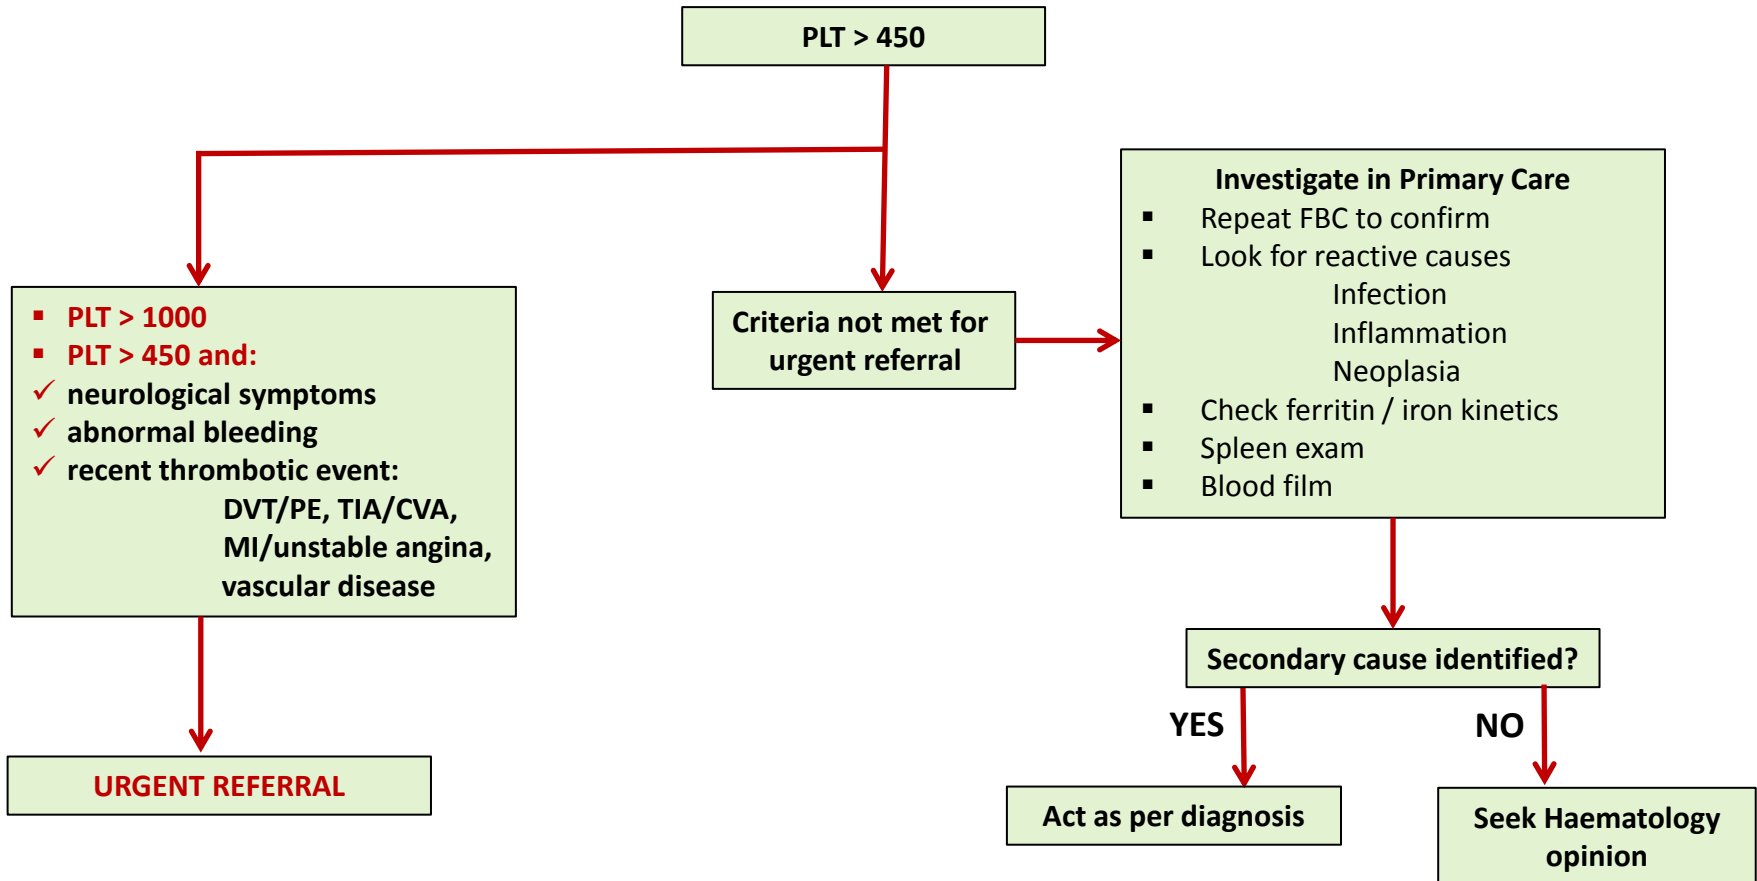 PLT > 450
▪ PLT > 1000
▪ PLT > 450 and:
✓ neurological symptoms
✓ abnormal bleeding
✓ recent thrombotic event:
DVT/PE, TIA/CVA,
MI/unstable angina,
vascular disease
URGENT REFERRAL
Criteria not met for
urgent referral
Investigate in Primary Care
▪ Repeat FBC to confirm
▪ Look for reactive causes
Infection
Inflammation
Neoplasia
▪ Check ferritin / iron kinetics
▪ Spleen exam
▪ Blood film
Secondary cause identified?
YES
NO
Act as per diagnosis
Seek Haematology
opinion